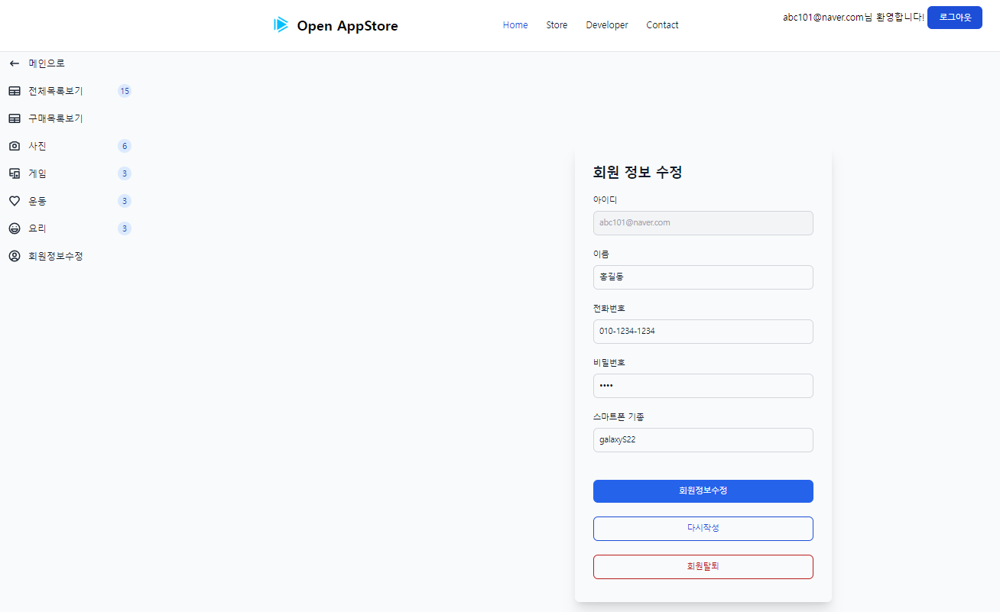 Open AppStore
Home Store Developer Contact
abc101@naver.com님 환영합니다! 로그아웃
메인으로
전체목록보기 15
구매목록보기
사진 6
게임 3
운동 3
요리 3
회원정보수정
회원 정보 수정
아이디
abc101@naver.com
이름
홍길동
전화번호
010-1234-1234
비밀번호
••••
스마트폰 기종
galaxyS22
회원정보수정
다시작성
회원탈퇴